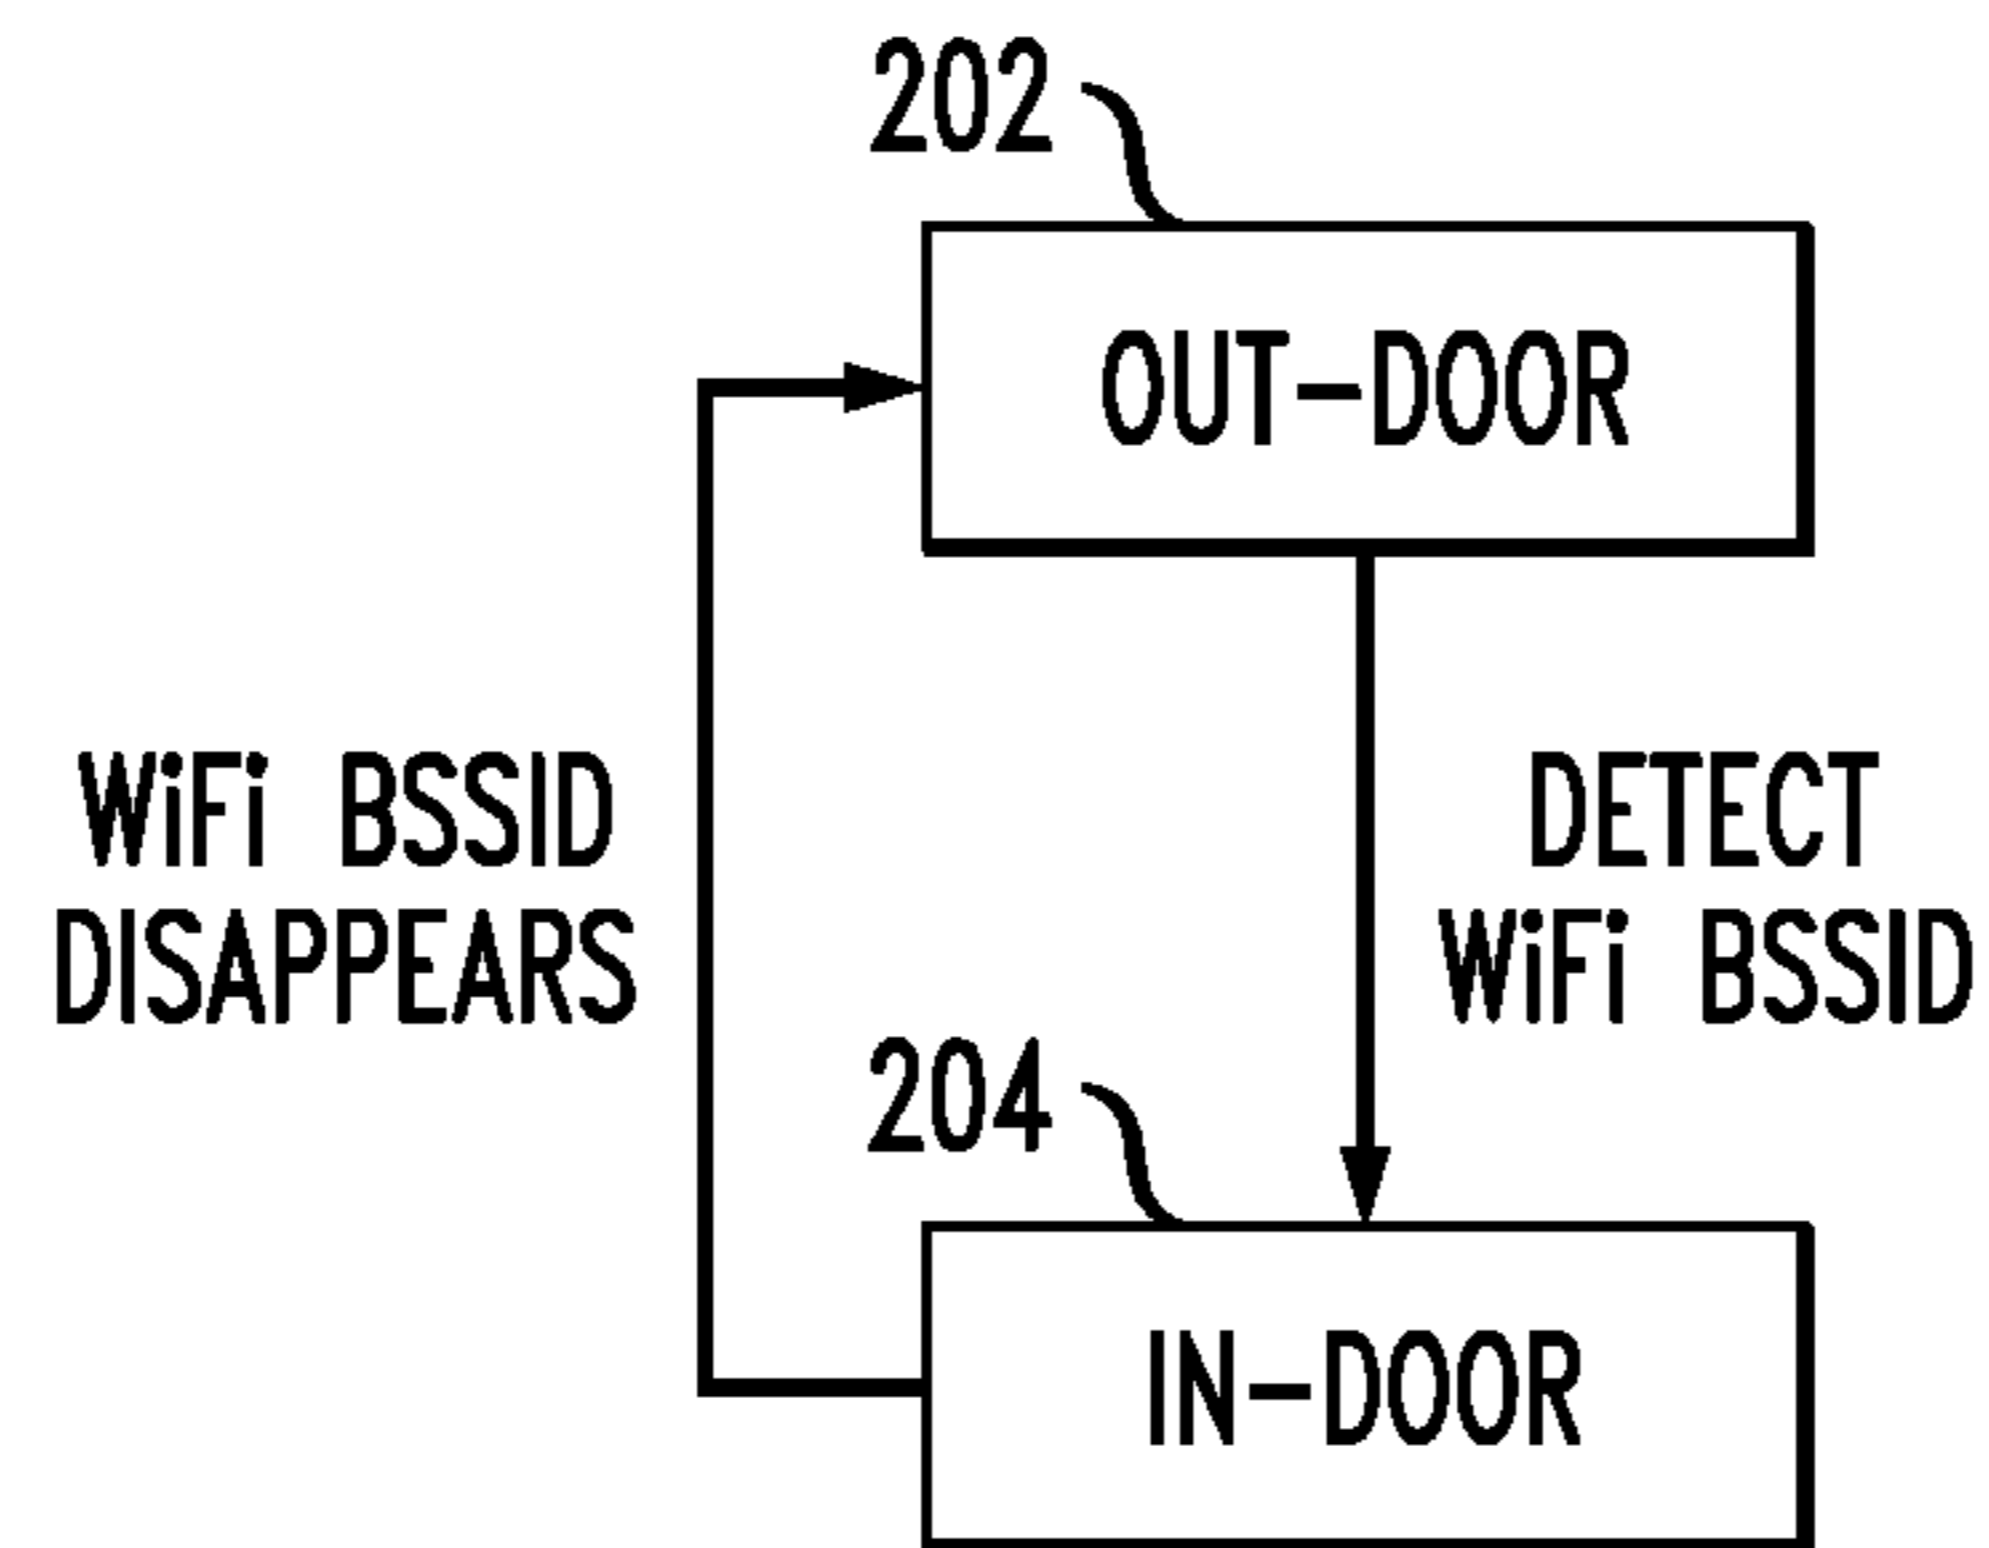 202
OUT-DOOR
WiFi BSSID
DISAPPEARS
DETECT
WiFi BSSID
204
IN-DOOR